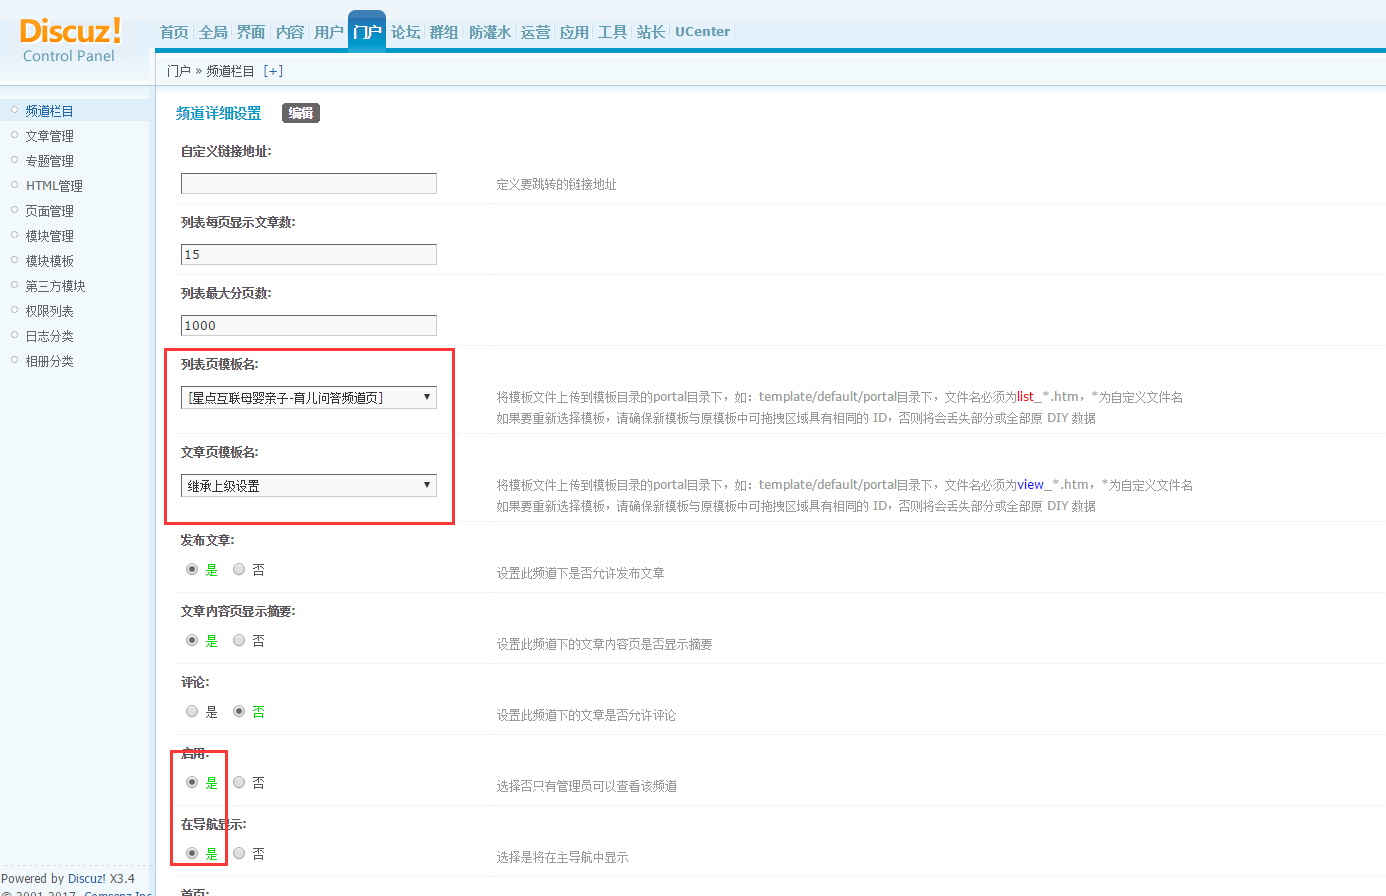 Discuz!
Control Panel
首页 全局 界面 内容 用户 门户 论坛 群组 防灌水 运营 应用 工具 站长 UCenter
门户 » 频道栏目 [+]
频道栏目
文章管理
专题管理
HTML管理
页面管理
模块管理
模块模板
第三方模块
权限列表
日志分类
相册分类
频道详细设置 编辑
自定义链接地址:
定义要跳转的链接地址
列表每页显示文章数:
15
列表最大分页数:
1000
列表页模板名:
[星点互联母婴亲子-育儿问答频道页]
将模板文件上传到模板目录的portal目录下，如：template/default/portal目录下，文件名必须为list_*.htm，*为自定义文件名
如果要重新选择模板，请确保新模板与原模板中可拖拽区域具有相同的 ID，否则将会丢失部分或全部原 DIY 数据
文章页模板名:
继承上级设置
将模板文件上传到模板目录的portal目录下，如：template/default/portal目录下，文件名必须为view_*.htm，*为自定义文件名
如果要重新选择模板，请确保新模板与原模板中可拖拽区域具有相同的 ID，否则将会丢失部分或全部原 DIY 数据
发布文章:
是 否
设置此频道下是否允许发布文章
文章内容页显示摘要:
是 否
设置此频道下的文章内容页是否显示摘要
评论:
是 否
设置此频道下的文章是否允许评论
启用:
是 否
选择否只有管理员可以查看该频道
在导航显示:
是 否
选择是将在主导航中显示
首页:
Powered by Discuz! X3.4
© 2001-2017, Comsenz Inc